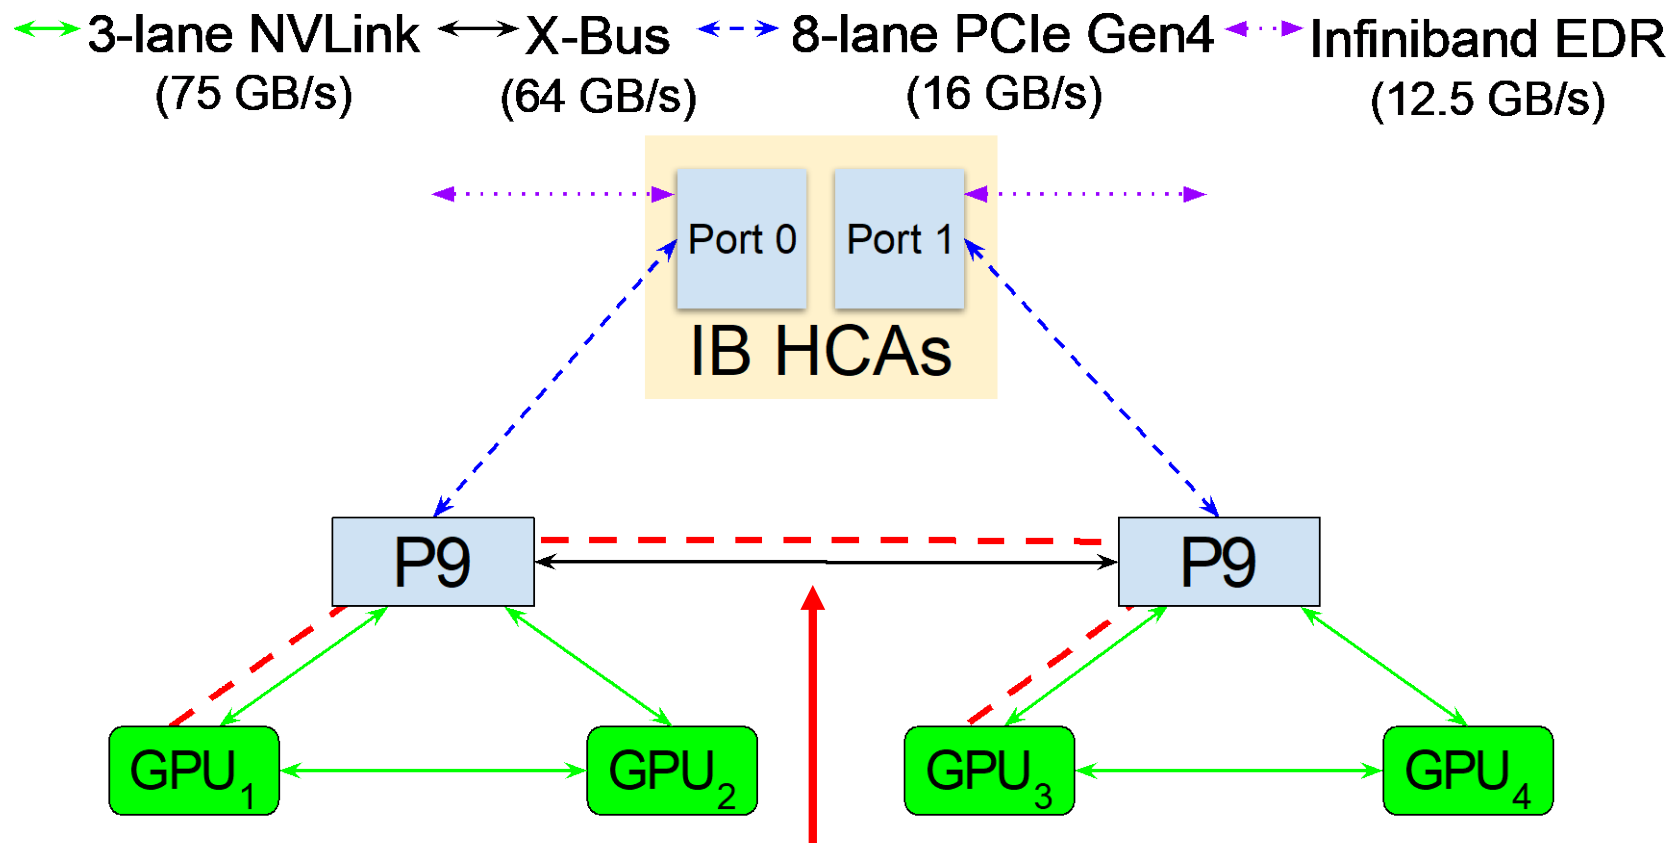 3-lane NVLink X-Bus 8-lane PCIe Gen4 Infiniband EDR
(75 GB/s) (64 GB/s) (16 GB/s) (12.5 GB/s)
Port 0 Port 1
IB HCAs
P9 P9
GPU1 GPU2 GPU3 GPU4